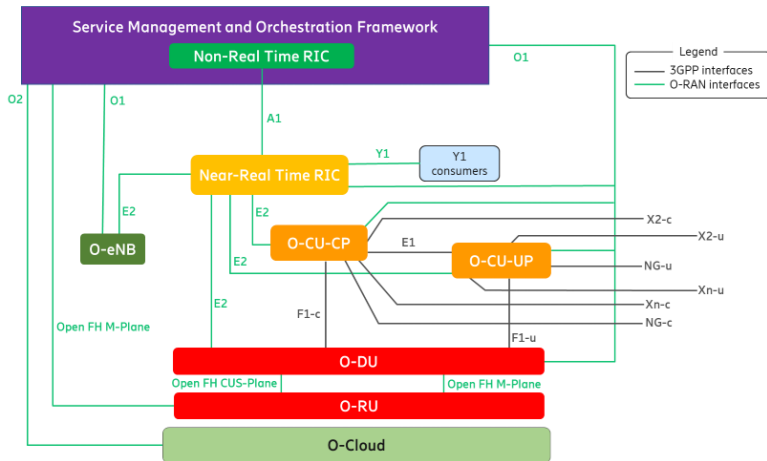 Service Management and Orchestration Framework
Non-Real Time RIC
Legend
3GPP interfaces
O-RAN interfaces
O1
O2
O1
A1
Y1
Y1
consumers
Near-Real Time RIC
E2
E2
O-eNB
O-CU-CP
E1
O-CU-UP
X2-c
X2-u
NG-u
Xn-u
Xn-c
NG-c
E2
E2
F1-c
F1-u
Open FH M-Plane
O-DU
Open FH CUS-Plane
Open FH M-Plane
O-RU
O-Cloud